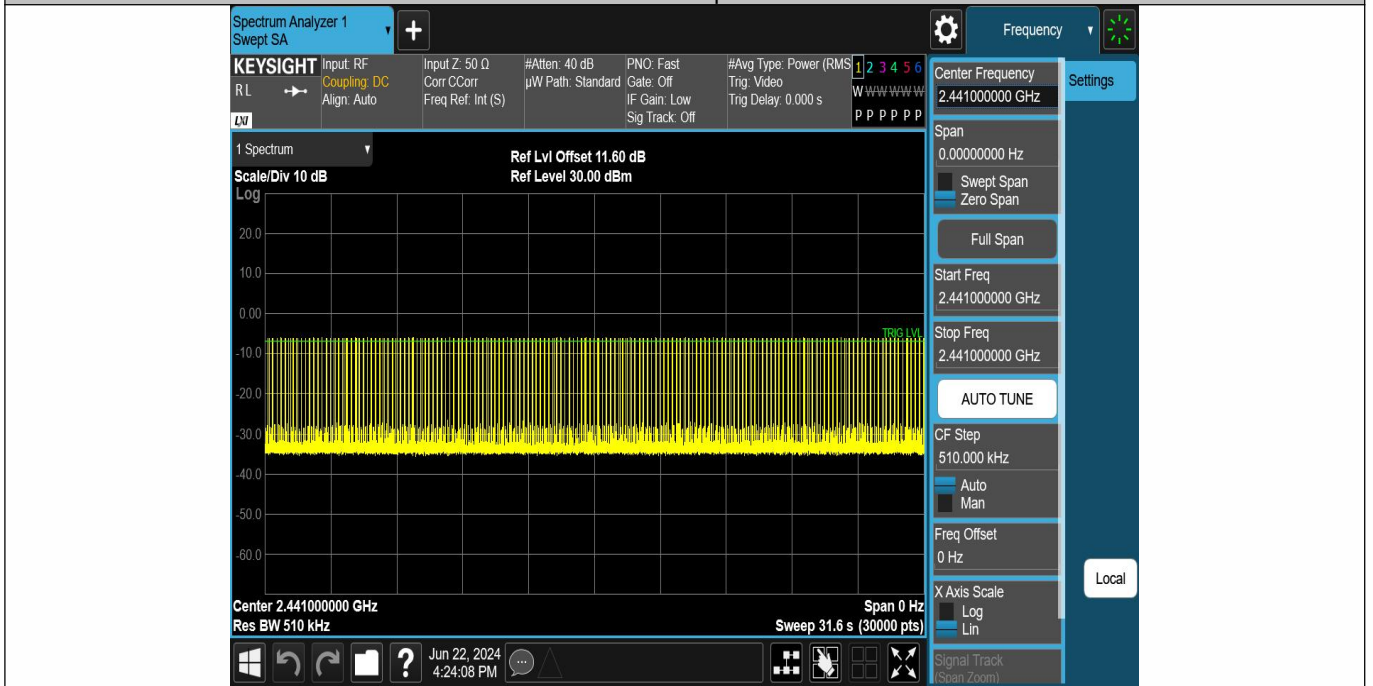 Spectrum Analyzer 1
Swept SA
+
Frequency
KEYSIGHT
RL
LXI
Input: RF
Coupling: DC
Align: Auto
Input Z: 50 Ω
Corr CCorr
Freq Ref: Int (S)
#Atten: 40 dB
µW Path: Standard
PNO: Fast
Gate: Off
IF Gain: Low
Sig Track: Off
#Avg Type: Power (RMS
Trig: Video
Trig Delay: 0.000 s
1 2 3 4 5 6
W W W W W W
P P P P P P
1 Spectrum
Scale/Div 10 dB
Ref Lvl Offset 11.60 dB
Ref Level 30.00 dBm
Log
20.0
10.0
0.00
-10.0
-20.0
-30.0
-40.0
-50.0
-60.0
TRIG LVL
Center 2.441000000 GHz
Res BW 510 kHz
Span 0 Hz
Sweep 31.6 s (30000 pts)
Center Frequency
2.441000000 GHz
Settings
Span
0.00000000 Hz
Swept Span
Zero Span
Full Span
Start Freq
2.441000000 GHz
Stop Freq
2.441000000 GHz
AUTO TUNE
CF Step
510.000 kHz
Auto
Man
Freq Offset
0 Hz
X Axis Scale
Log
Lin
Signal Track
(Span Zoom)
Local
?
Jun 22, 2024
4:24:08 PM